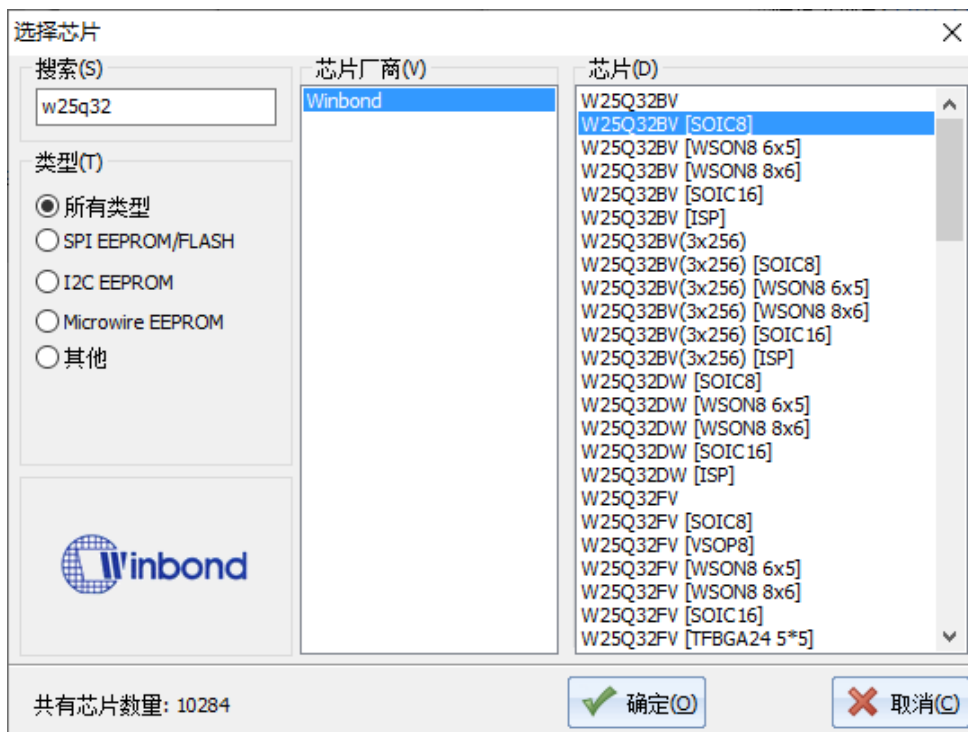 选择芯片
搜索(S)
w25q32
类型(T)
所有类型
SPI EEPROM/FLASH
I2C EEPROM
Microwire EEPROM
其他
Winbond
芯片厂商(V)
Winbond
芯片(D)
W25Q32BV
W25Q32BV [SOIC8]
W25Q32BV [WSON8 6x5]
W25Q32BV [WSON8 8x6]
W25Q32BV [SOIC16]
W25Q32BV [ISP]
W25Q32BV(3x256)
W25Q32BV(3x256) [SOIC8]
W25Q32BV(3x256) [WSON8 6x5]
W25Q32BV(3x256) [WSON8 8x6]
W25Q32BV(3x256) [SOIC16]
W25Q32BV(3x256) [ISP]
W25Q32DW [SOIC8]
W25Q32DW [WSON8 6x5]
W25Q32DW [WSON8 8x6]
W25Q32DW [SOIC16]
W25Q32DW [ISP]
W25Q32FV
W25Q32FV [SOIC8]
W25Q32FV [VSOP8]
W25Q32FV [WSON8 6x5]
W25Q32FV [WSON8 8x6]
W25Q32FV [SOIC16]
W25Q32FV [TFBGA24 5*5]
共有芯片数量: 10284
确定(O)
取消(C)